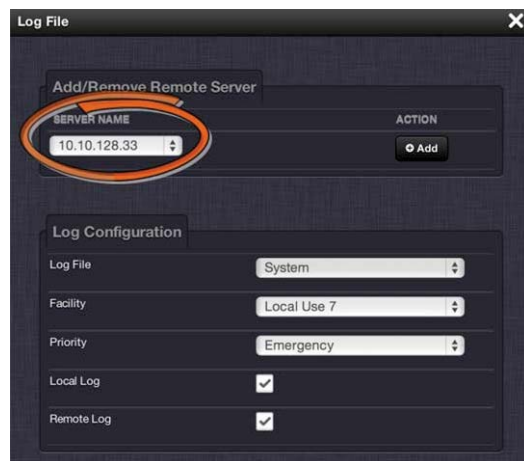 Log File
Add/Remove Remote Server
SERVER NAME
ACTION
10.10.128.33
Add
Log Configuration
Log File
System
Facility
Local Use 7
Priority
Emergency
Local Log
Remote Log